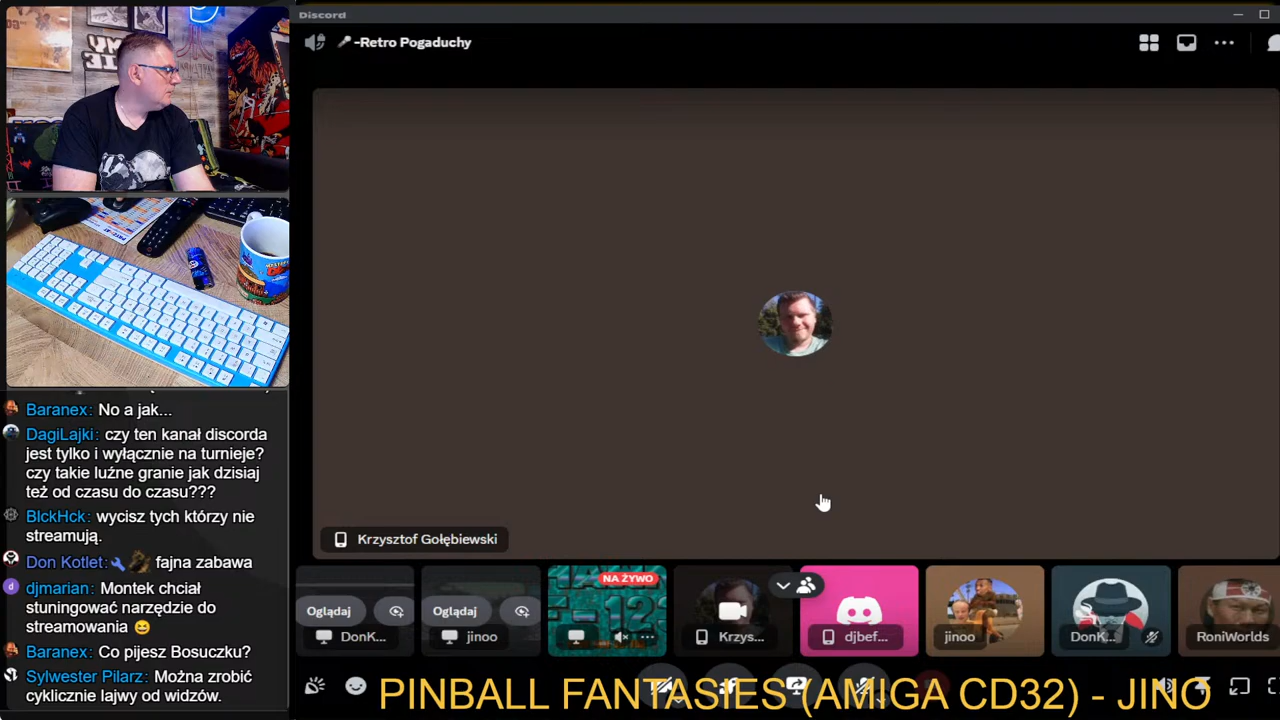 Discord
-Retro Pogaduchy
Krzysztof Gołębiewski
Oglądaj
Oglądaj
NA ŻYWO
DonK...
jinoo
Krzys...
djbef...
jinoo
DonK...
RoniWorlds
Baranex: No a jak...
DagiLajki: czy ten kanał discorda
jest tylko i wyłącznie na turnieje?
czy takie luźne granie jak dzisiaj
też od czasu do czasu???
BlckHck: wycisz tych którzy nie
streamują.
Don Kotlet: fajna zabawa
djmarian: Montek chciał
stuningować narzędzie do
streamowania
Baranex: Co pijesz Bosuczku?
Sylwester Pilarz: Można zrobić
cyklicznie lajwy od widzów.
PINBALL FANTASIES (AMIGA CD32) - JINO